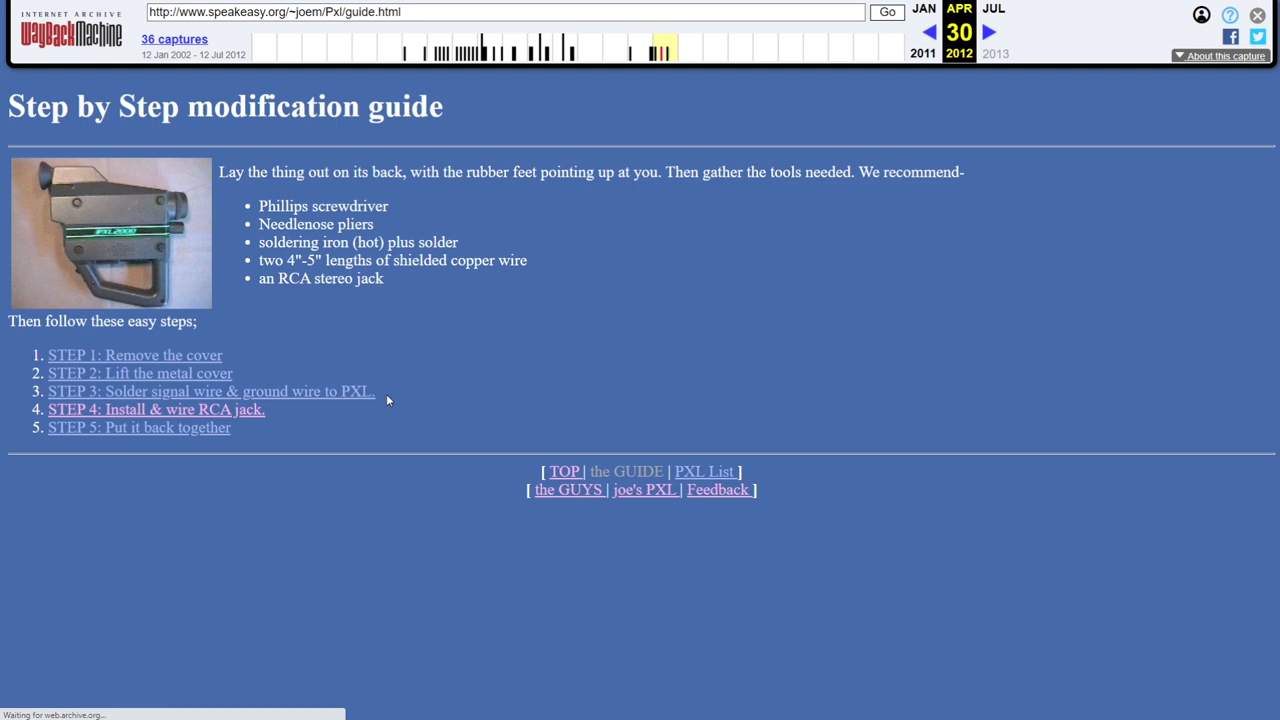 INTERNET ARCHIVE
WayBackMachine
http://www.speakeasy.org/~joem/Pxl/guide.html
Go
36 captures
12 Jan 2002 - 12 Jul 2012
JAN APR JUL
30
2011 2012 2013
About this capture
Step by Step modification guide
PXL2000
Lay the thing out on its back, with the rubber feet pointing up at you. Then gather the tools needed. We recommend-
Phillips screwdriver
Needlenose pliers
soldering iron (hot) plus solder
two 4"-5" lengths of shielded copper wire
an RCA stereo jack
Then follow these easy steps;
1. STEP 1: Remove the cover
2. STEP 2: Lift the metal cover
3. STEP 3: Solder signal wire & ground wire to PXL.
4. STEP 4: Install & wire RCA jack.
5. STEP 5: Put it back together
[ TOP | the GUIDE | PXL List ]
[ the GUYS | joe's PXL | Feedback ]
Waiting for web.archive.org...